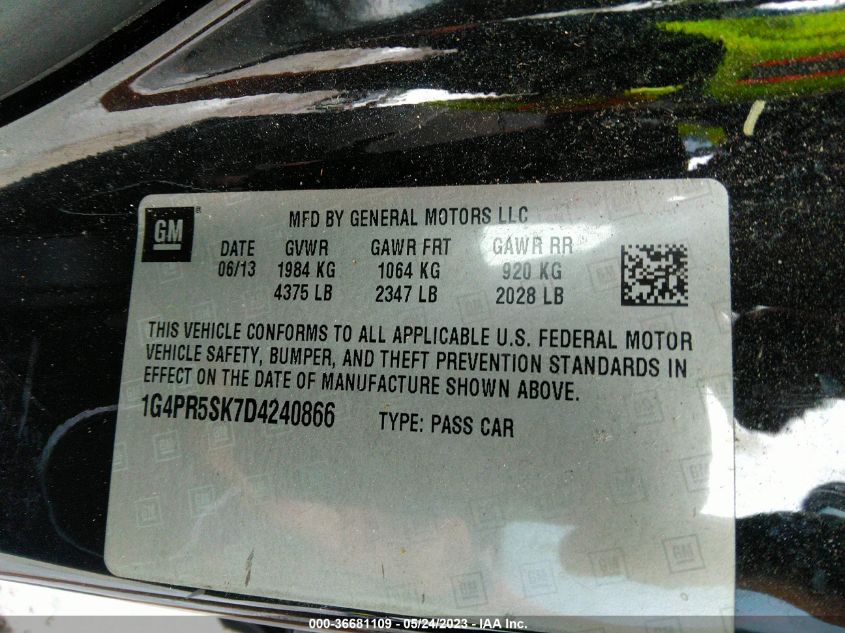 GM
MFD BY GENERAL MOTORS LLC
DATE GVWR GAWR FRT GAWR RR
06/13 1984 KG 1064 KG 920 KG
4375 LB 2347 LB 2028 LB
THIS VEHICLE CONFORMS TO ALL APPLICABLE U.S. FEDERAL MOTOR
VEHICLE SAFETY, BUMPER, AND THEFT PREVENTION STANDARDS IN
EFFECT ON THE DATE OF MANUFACTURE SHOWN ABOVE.
1G4PR5SK7D4240866 TYPE: PASS CAR
000-36681109 - 05/24/2023 - IAA Inc.